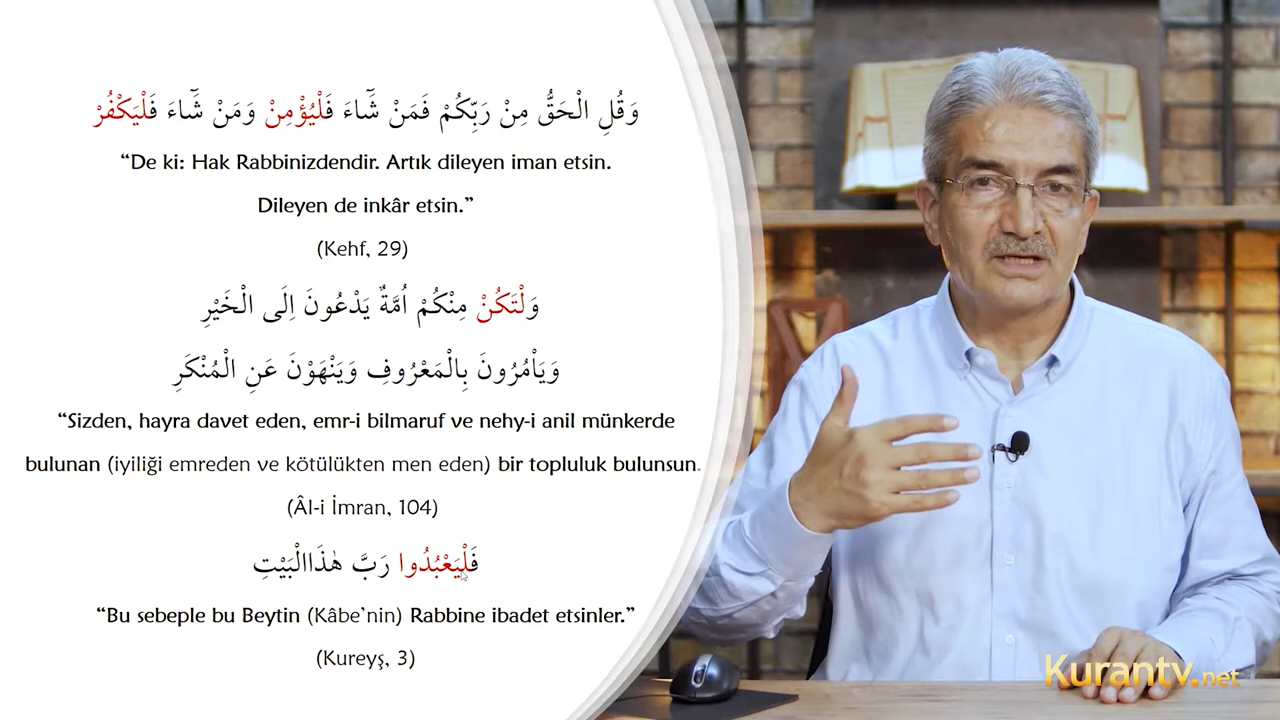 وَقُلِ الْحَقُّ مِنْ رَبِّكُمْ فَمَنْ شَٓاءَ فَلْيُؤْمِنْ وَمَنْ شَٓاءَ فَلْيَكْفُرْ
“De ki: Hak Rabbinizdendir. Artık dileyen iman etsin.
Dileyen de inkâr etsin.”
(Kehf, 29)
وَلْتَكُنْ مِنْكُمْ اُمَّةٌ يَدْعُونَ اِلَى الْخَيْرِ
وَيَاْمُرُونَ بِالْمَعْرُوفِ وَيَنْهَوْنَ عَنِ الْمُنْكَرِ
“Sizden, hayra davet eden, emr-i bilmaruf ve nehy-i anil münkerde
bulunan (iyiliği emreden ve kötülükten men eden) bir topluluk bulunsun.
(Âl-i İmran, 104)
فَلْيَعْبُدُوا رَبَّ هٰذَاالْبَيْتِ
“Bu sebeple bu Beytin (Kâbe’nin) Rabbine ibadet etsinler.”
(Kureyş, 3)
Kurantv.net